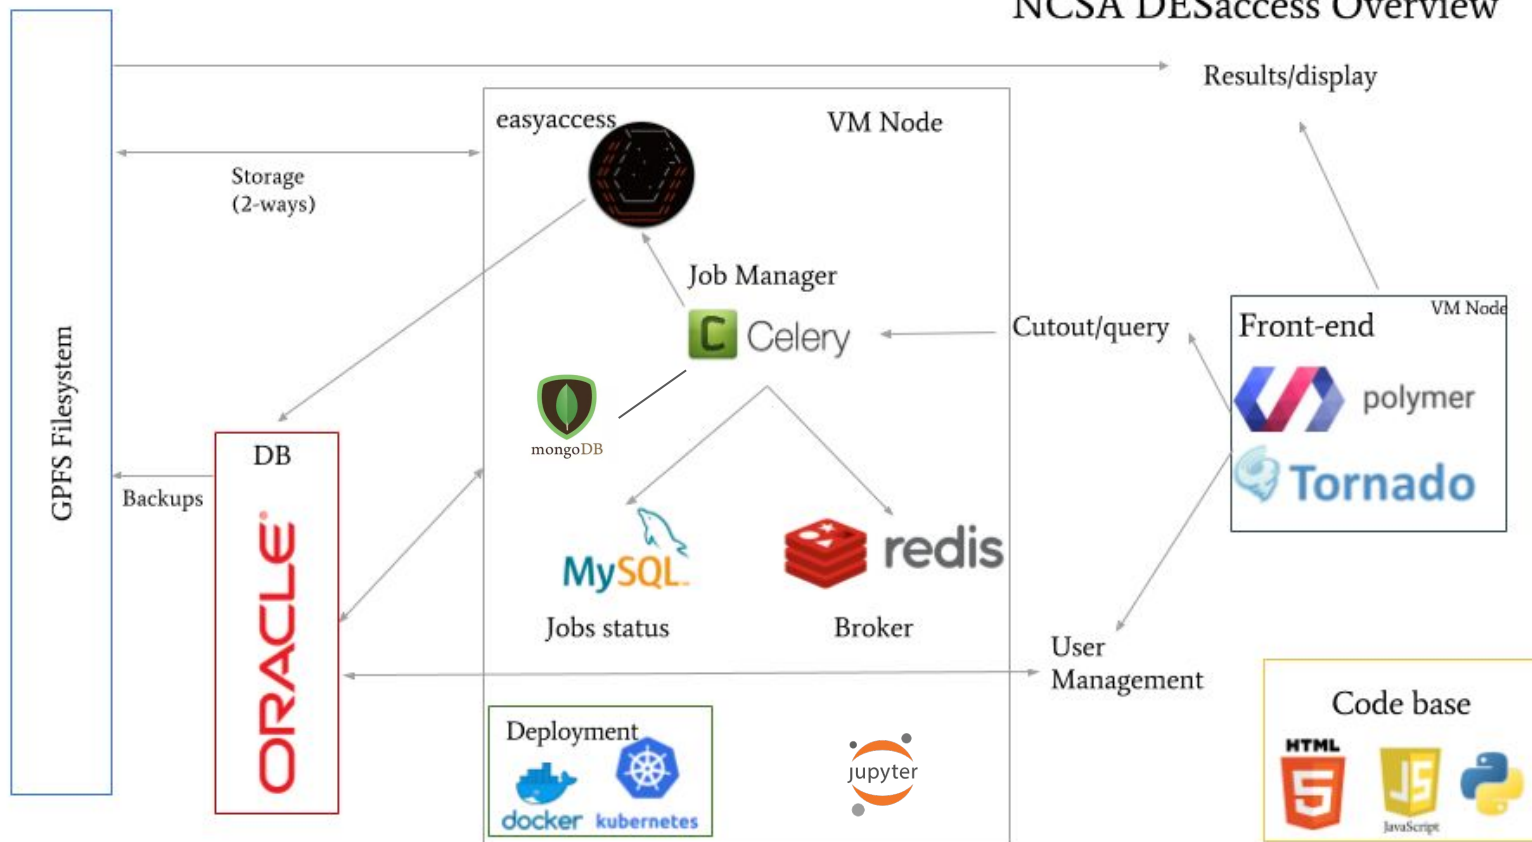 NCSA DESaccess Overview
Results/display
easyaccess
VM Node
Storage
(2-ways)
Job Manager
C Celery
Cutout/query
VM Node
Front-end
polymer
Tornado
GPFS Filesystem
mongoDB
DB
ORACLE
Backups
MySQL
redis
Jobs status
Broker
User
Management
Deployment
docker
kubernetes
jupyter
Code base
HTML
5
JS
JavaScript